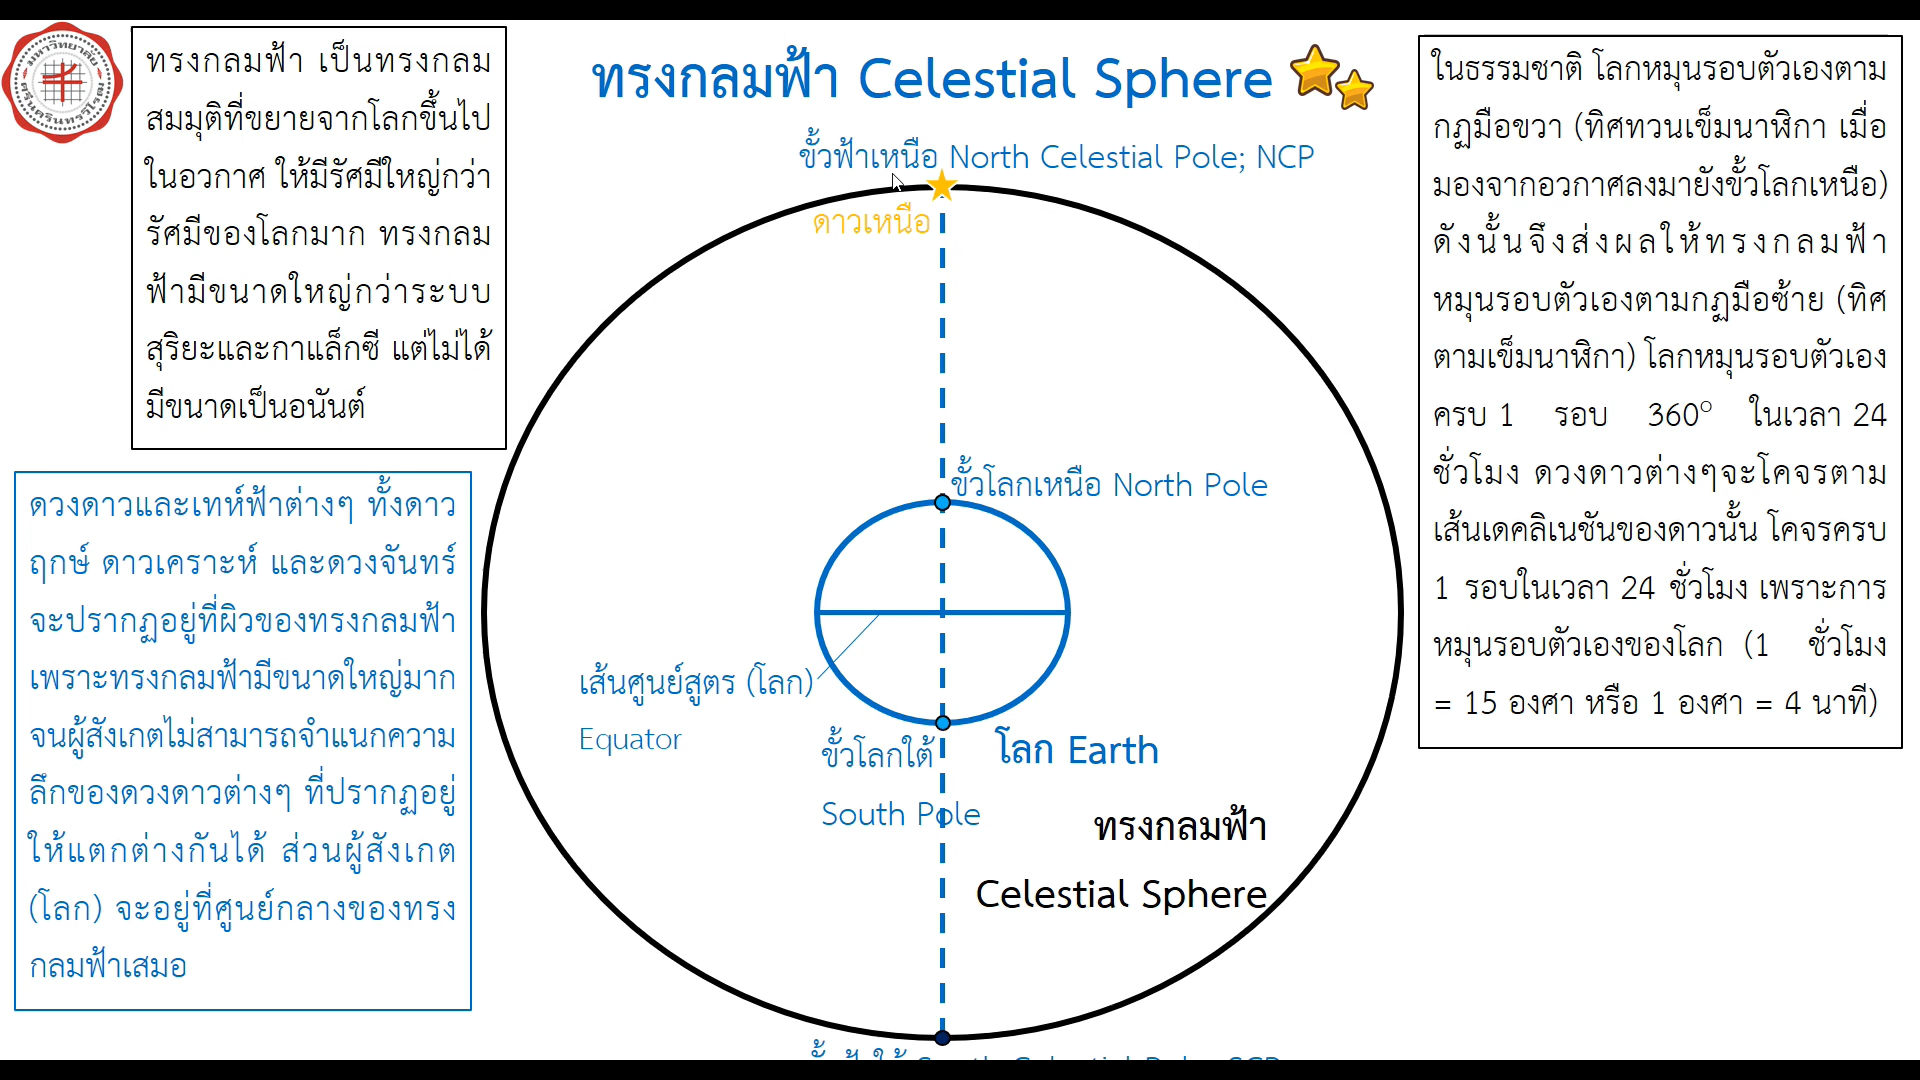 มหาวิทยาลัย
ศรีนครินทรวิโรฒ
ทรงกลมฟ้า เป็นทรงกลม
สมมุติที่ขยายจากโลกขึ้นไป
ในอวกาศ ให้มีรัศมีใหญ่กว่า
รัศมีของโลกมาก ทรงกลม
ฟ้ามีขนาดใหญ่กว่าระบบ
สุริยะและกาแล็กซี แต่ไม่ได้
มีขนาดเป็นอนันต์
ดวงดาวและเทห์ฟ้าต่างๆ ทั้งดาว
ฤกษ์ ดาวเคราะห์ และดวงจันทร์
จะปรากฏอยู่ที่ผิวของทรงกลมฟ้า
เพราะทรงกลมฟ้ามีขนาดใหญ่มาก
จนผู้สังเกตไม่สามารถจำแนกความ
ลึกของดวงดาวต่างๆ ที่ปรากฏอยู่
ให้แตกต่างกันได้ ส่วนผู้สังเกต
(โลก) จะอยู่ที่ศูนย์กลางของทรง
กลมฟ้าเสมอ
ทรงกลมฟ้า Celestial Sphere
ขั้วฟ้าเหนือ North Celestial Pole; NCP
ดาวเหนือ
ขั้วโลกเหนือ North Pole
เส้นศูนย์สูตร (โลก)
Equator
ขั้วโลกใต้
South Pole
โลก Earth
ทรงกลมฟ้า
Celestial Sphere
ในธรรมชาติ โลกหมุนรอบตัวเองตาม
กฎมือขวา (ทิศทวนเข็มนาฬิกา เมื่อ
มองจากอวกาศลงมายังขั้วโลกเหนือ)
ดังนั้นจึงส่งผลให้ทรงกลมฟ้า
หมุนรอบตัวเองตามกฎมือซ้าย (ทิศ
ตามเข็มนาฬิกา) โลกหมุนรอบตัวเอง
ครบ 1 รอบ 360° ในเวลา 24
ชั่วโมง ดวงดาวต่างๆจะโคจรตาม
เส้นเดคลิเนชันของดาวนั้น โคจรครบ
1 รอบในเวลา 24 ชั่วโมง เพราะการ
หมุนรอบตัวเองของโลก (1 ชั่วโมง
= 15 องศา หรือ 1 องศา = 4 นาที)